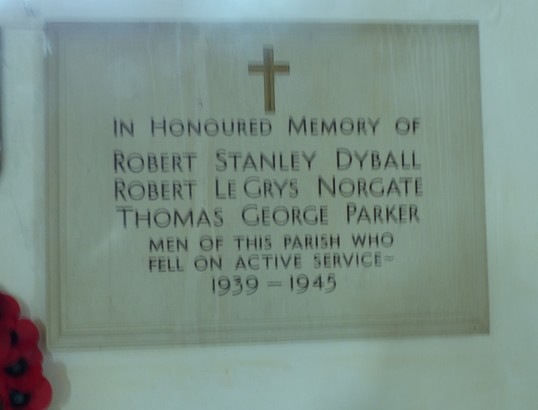 IN HONOURED MEMORY OF
ROBERT STANLEY DYBALL
ROBERT LE GRYS NORGATE
THOMAS GEORGE PARKER
MEN OF THIS PARISH WHO
FELL ON ACTIVE SERVICE=
1939 – 1945